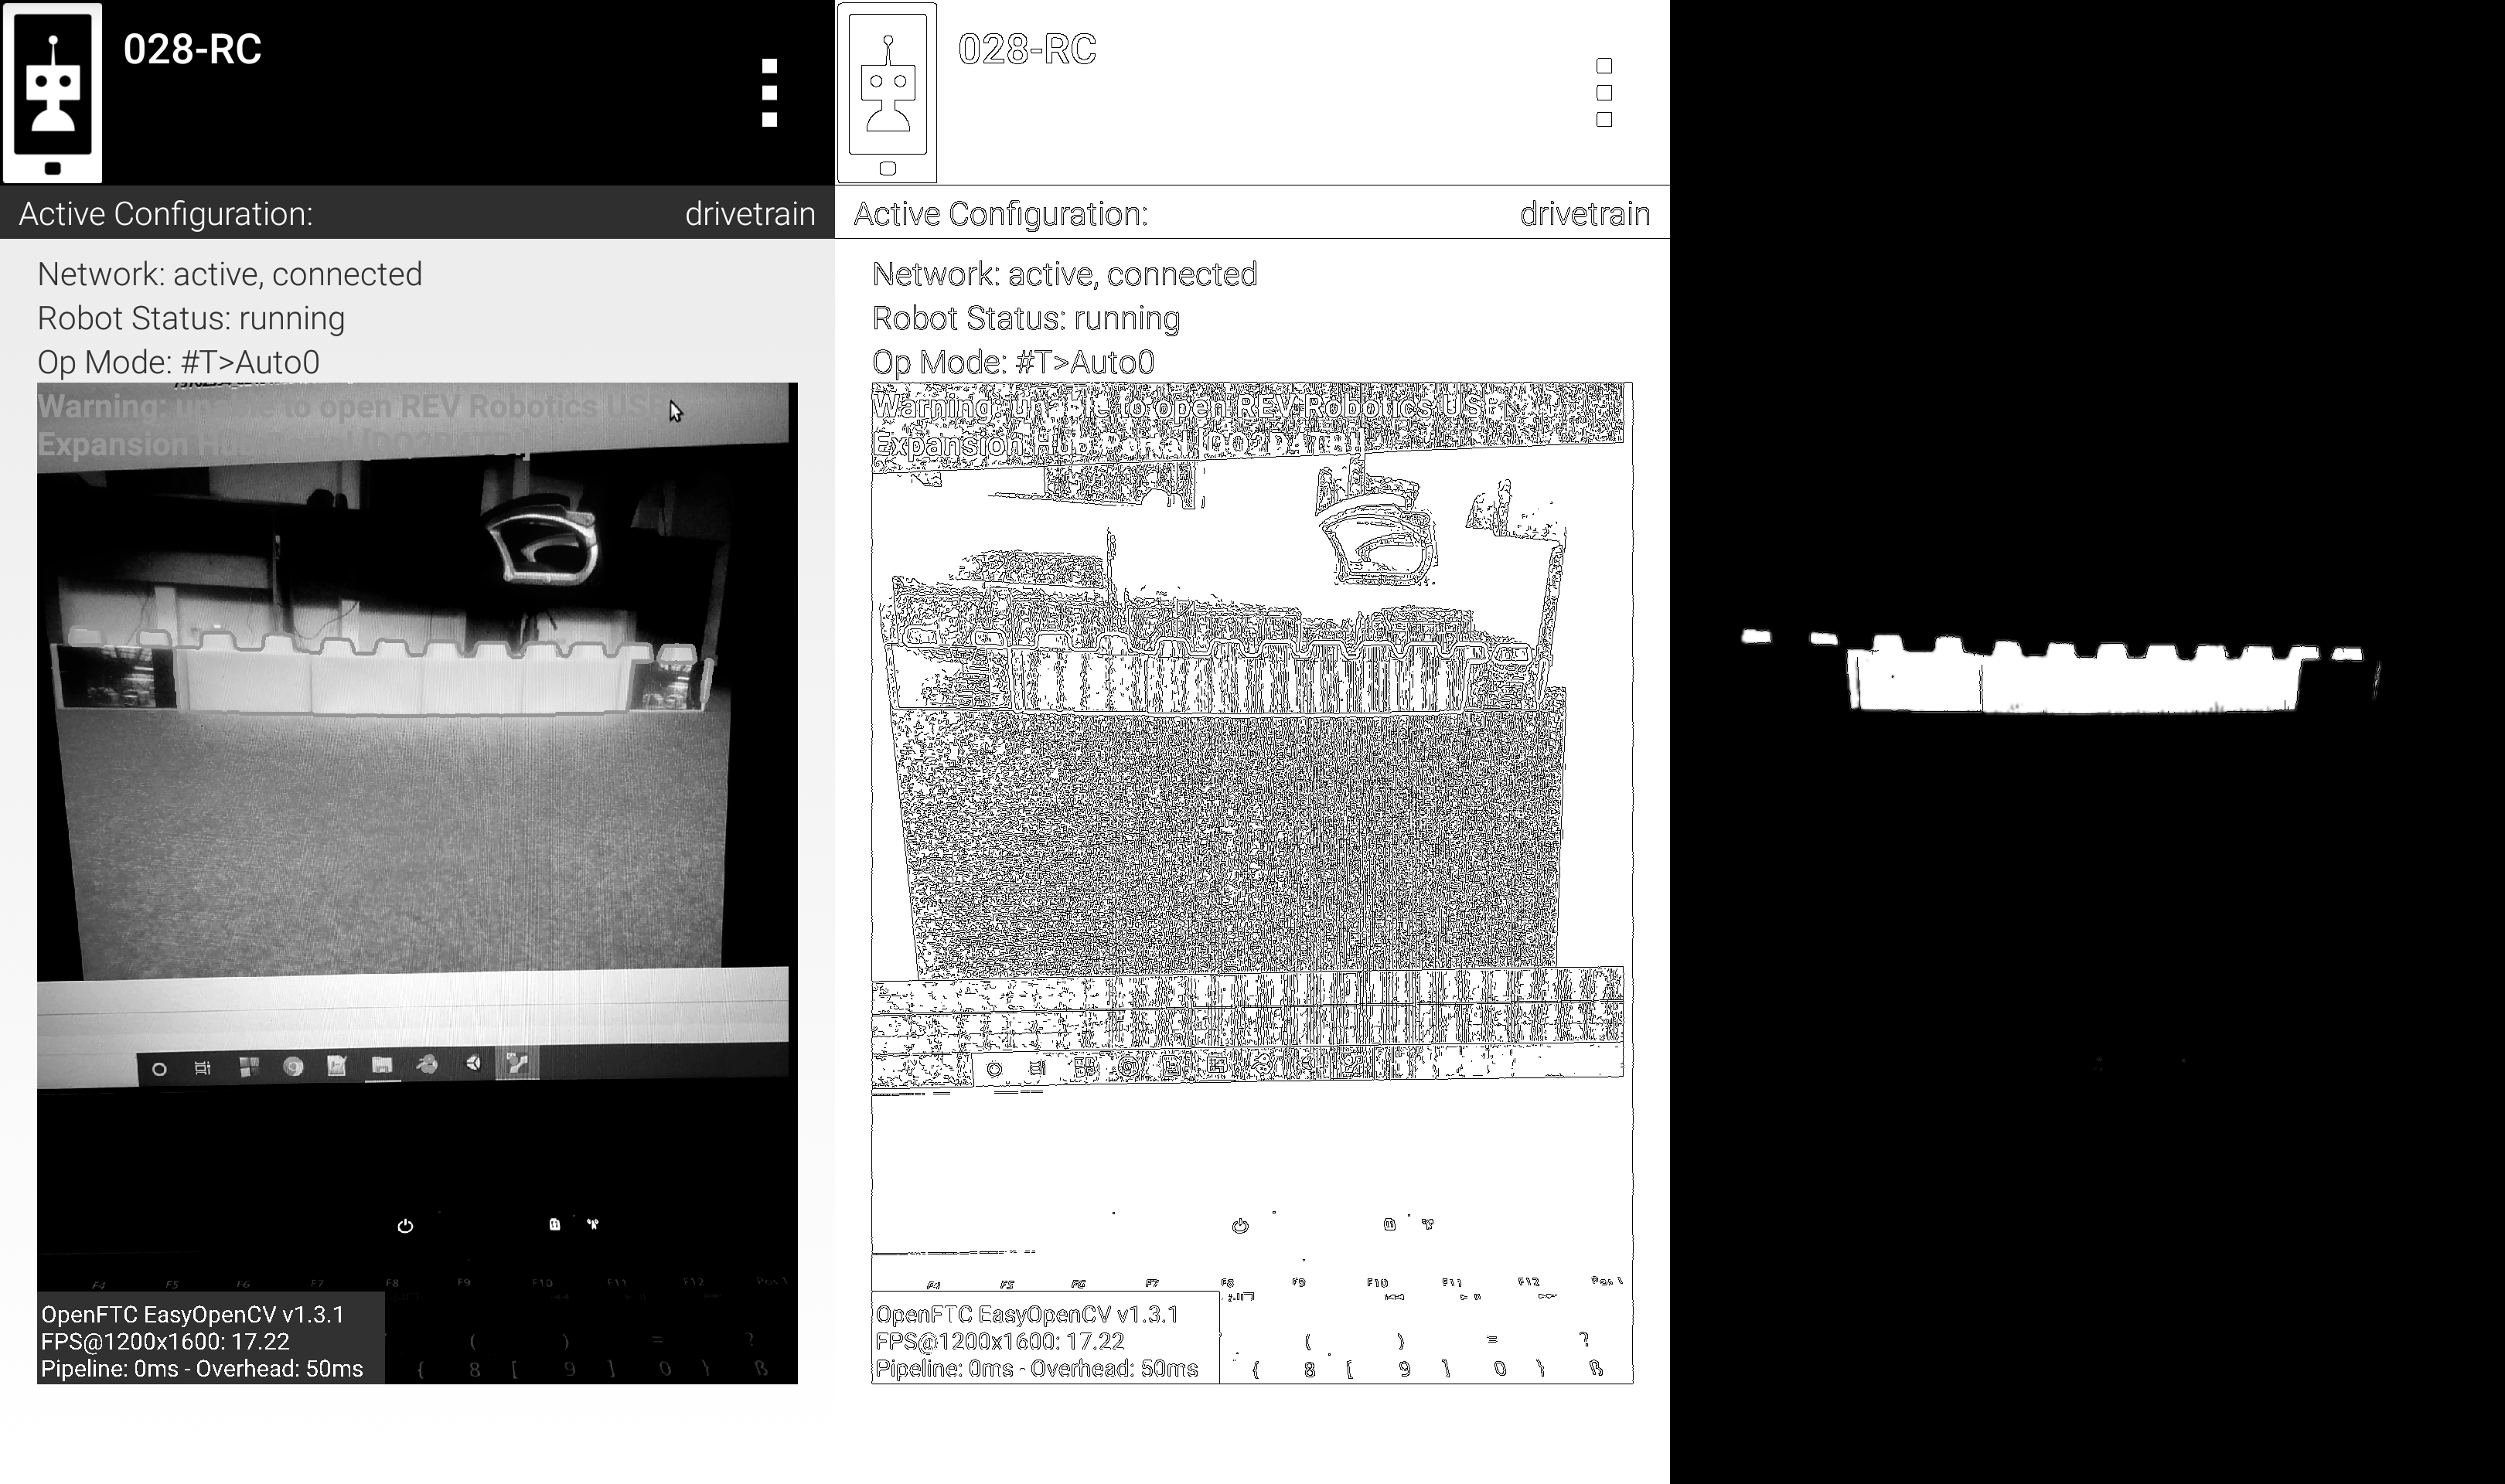 028-RC
Active Configuration: drivetrain
Network: active, connected
Robot Status: running
Op Mode: #T>Auto0
Warning: unable to open REV Robotics US
Expansion Hub
F4 F5 F6 F7 F8 F9 F10 F11 F12
OpenFTC EasyOpenCV v1.3.1
FPS@1200x1600: 17.22
Pipeline: 0ms - Overhead: 50ms
( ) = ?
{ 8 [ 9 ] 0 } ß
028-RC
Active Configuration: drivetrain
Network: active, connected
Robot Status: running
Op Mode: #T>Auto0
Warning: unable to open REV Robotics USB
Expansion Hub Portal [DQ2D4TB]
F4 F5 F6 F7 F8 F9 F10 F11 F12
OpenFTC EasyOpenCV v1.3.1
FPS@1200x1600: 17.22
Pipeline: 0ms - Overhead: 50ms
( ) = ?
{ 8 [ 9 ] 0 } ß